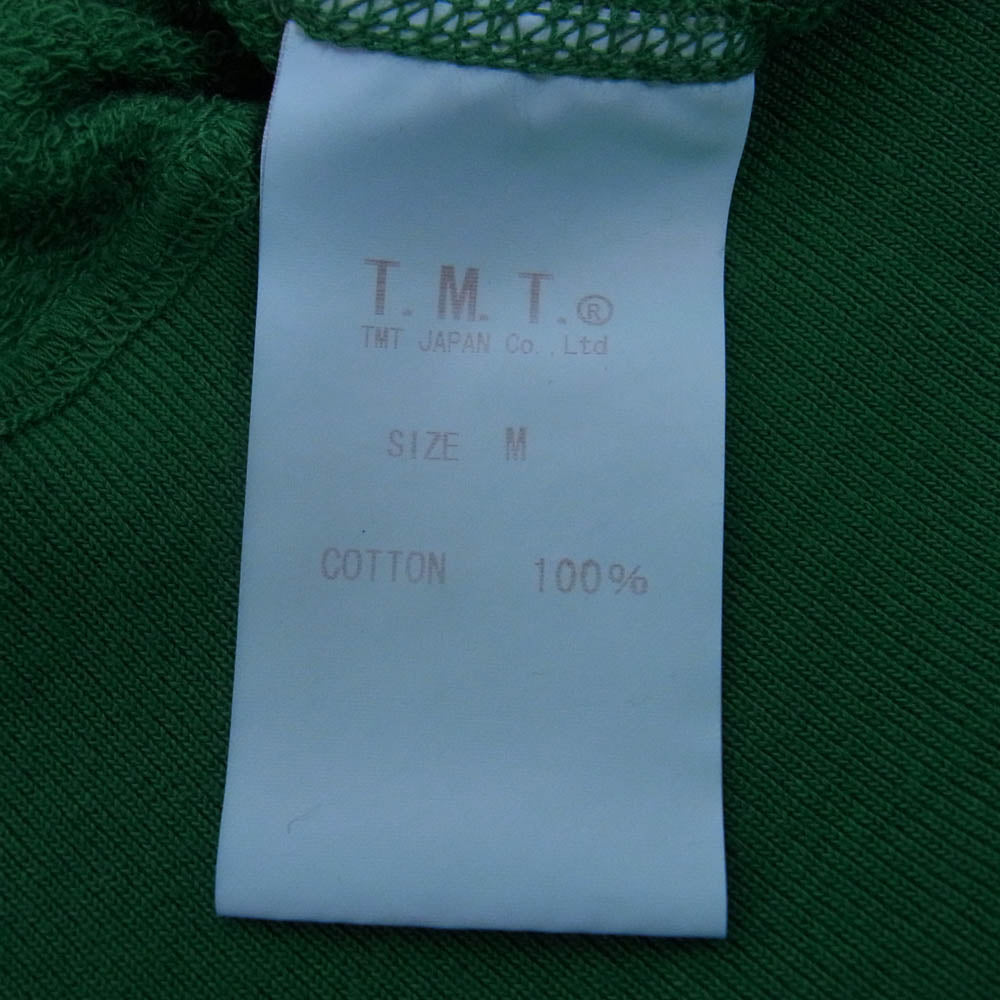 T.M.T.®
TMT JAPAN Co.,Ltd
SIZE M
COTTON 100%